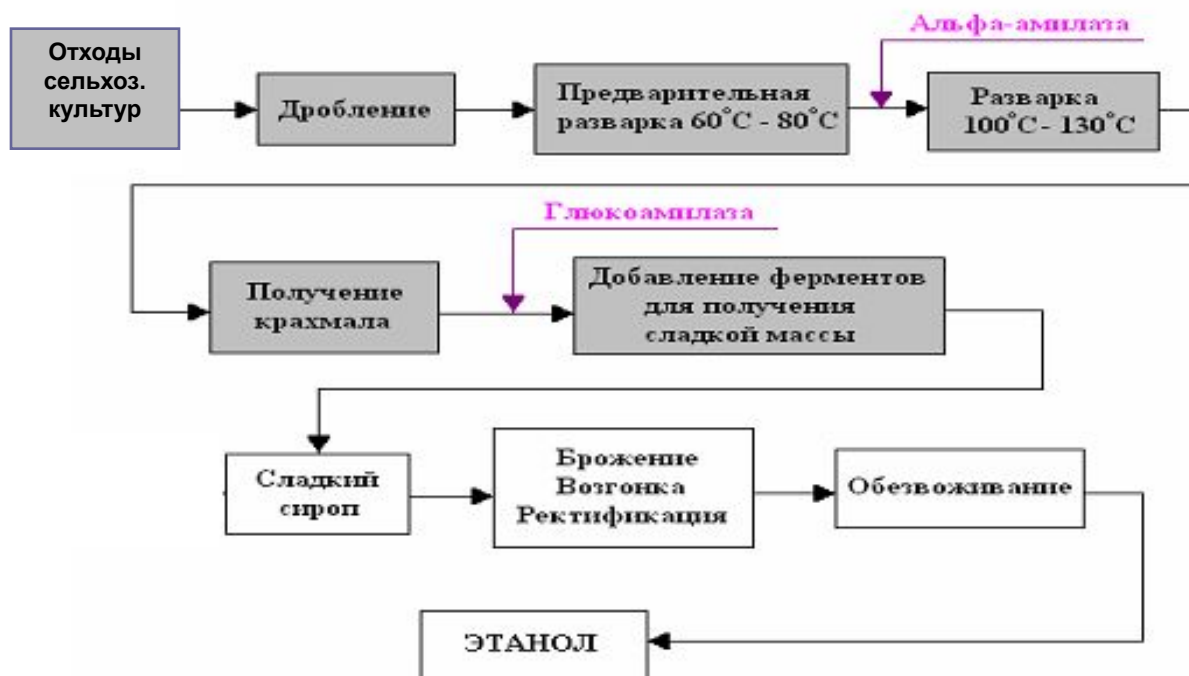 Отходы
сельхоз.
культур
Дробление
Предварительная
разварка 60°C - 80°C
Альфа-амилаза
Разварка
100°C - 130°C
Получение
крахмала
Глюкоамилаза
Добавление ферментов
для получения
сладкой массы
Сладкий
сироп
Брожение
Возгонка
Ректификация
Обезвоживание
ЭТАНОЛ